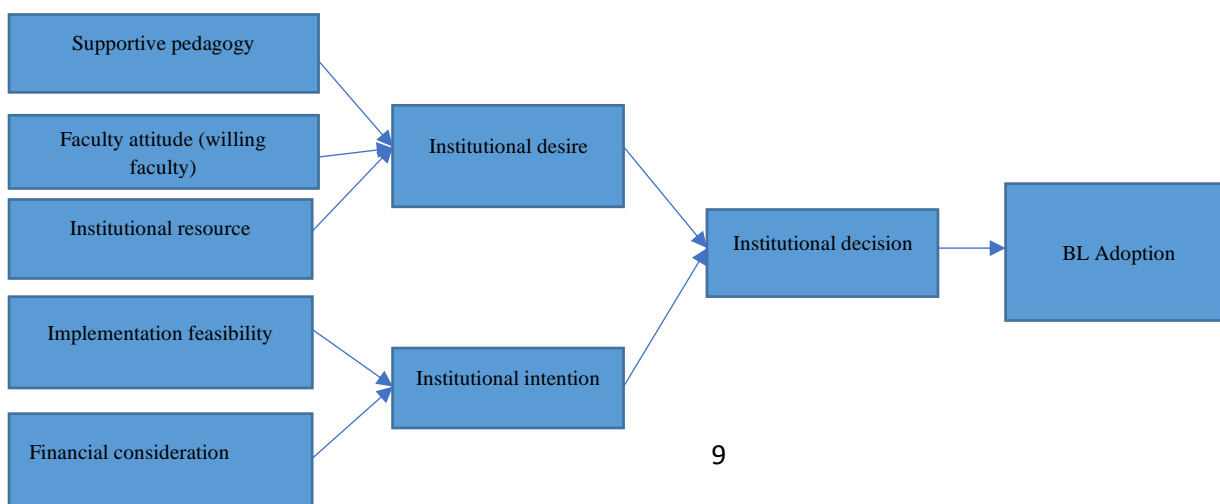 Supportive pedagogy
Faculty attitude (willing
faculty)
Institutional resource
Implementation feasibility
Financial consideration
Institutional desire
Institutional intention
Institutional decision
BL Adoption
9